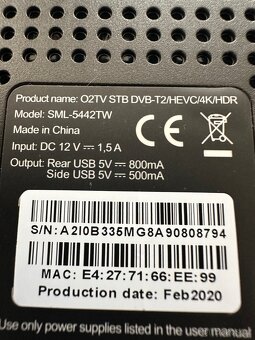 Product name: O2TV STB DVB-T2/HEVC/4K/HDR
Model: SML-5442TW
Made in China
Input: DC 12 V ⎓ 1,5 A
Output: Rear USB 5V ⎓ 800mA
Side USB 5V ⎓ 500mA
S/N: A2I0B335MG8A90808794
MAC: E4:27:71:66:EE:99
Production date: Feb2020
Use only power supplies listed in the user manual